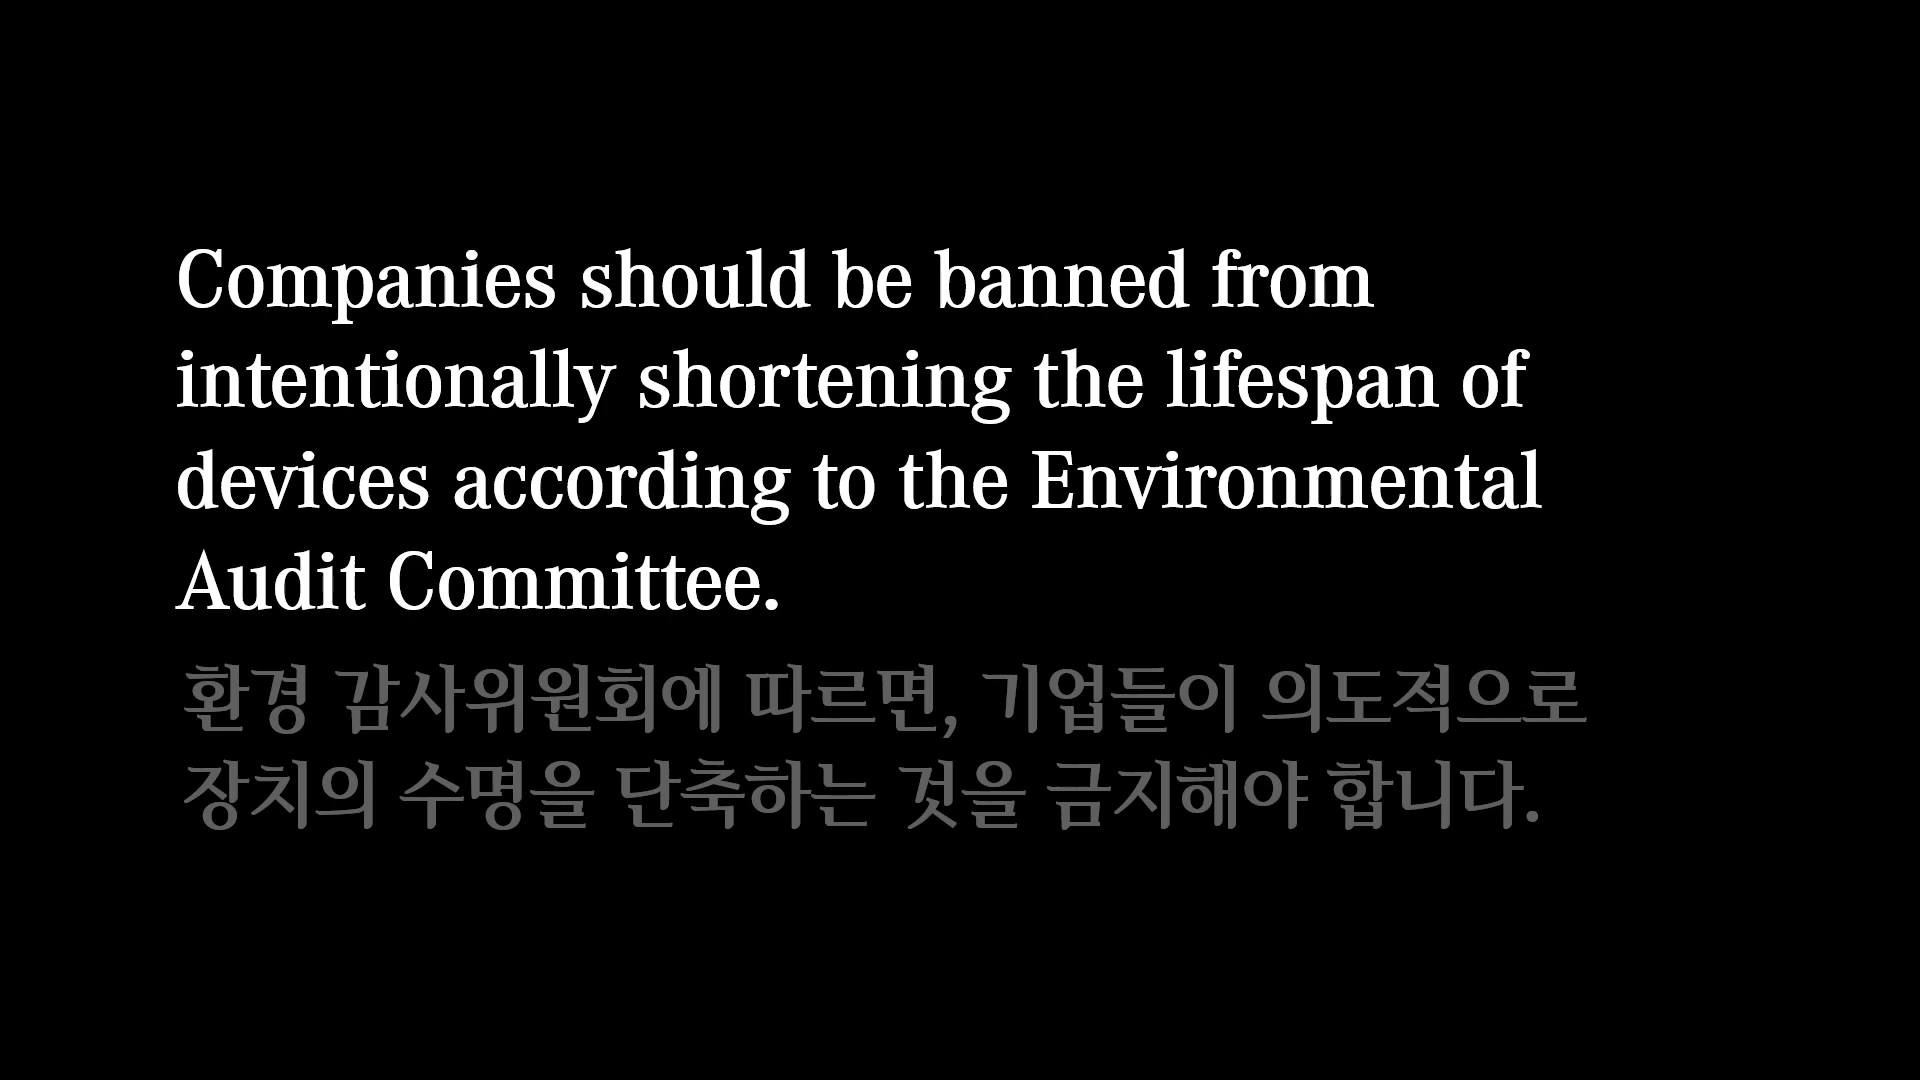 Companies should be banned from
intentionally shortening the lifespan of
devices according to the Environmental
Audit Committee.
환경 감사위원회에 따르면, 기업들이 의도적으로
장치의 수명을 단축하는 것을 금지해야 합니다.